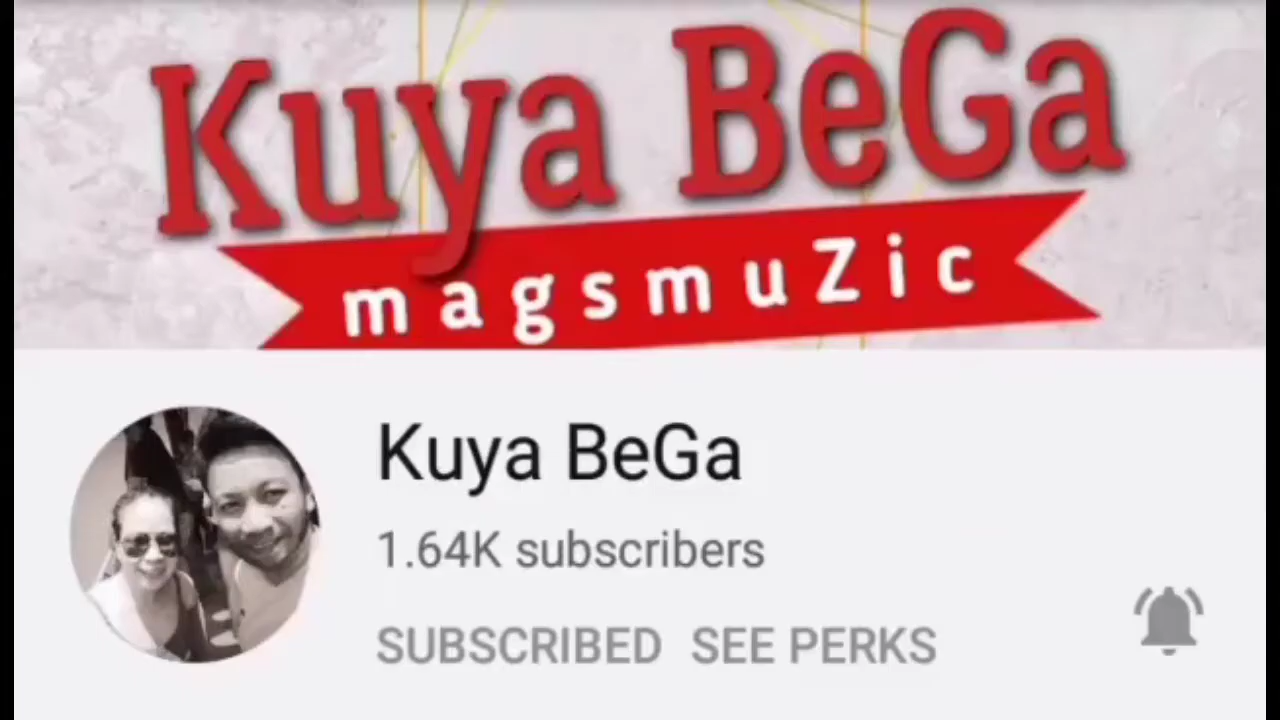 Kuya BeGa
magsmuZic
Kuya BeGa
1.64K subscribers
SUBSCRIBED SEE PERKS